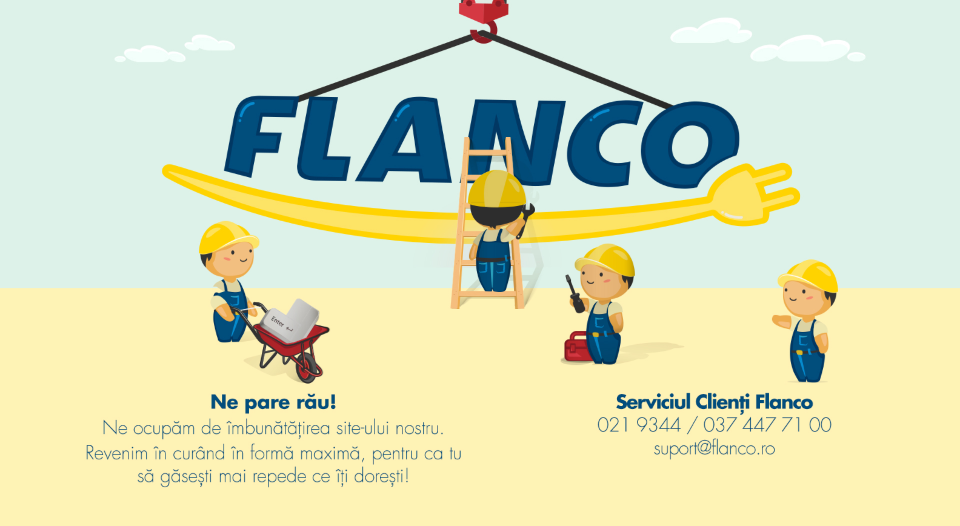 FLANCO
Enter
Ne pare rău!
Ne ocupăm de îmbunătățirea site-ului nostru.
Revenim în curând în formă maximă, pentru ca tu
să găsești mai repede ce îți dorești!
Serviciul Clienți Flanco
021 9344 / 037 447 71 00
suport@flanco.ro